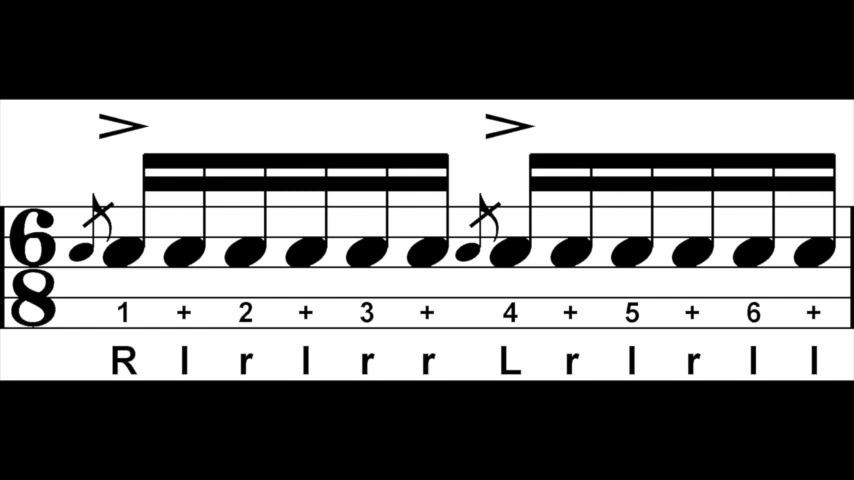 6
8
1 + 2 + 3 + 4 + 5 + 6 +
R l r l r r L r l r l l